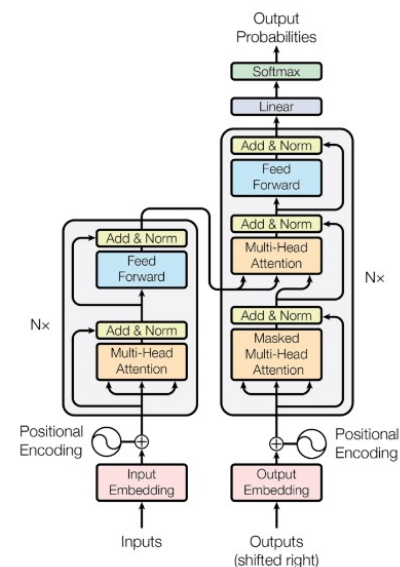 Output
Probabilities
Softmax
Linear
Add & Norm
Feed
Forward
Add & Norm
Multi-Head
Attention
Add & Norm
Masked
Multi-Head
Attention
Nx
Add & Norm
Feed
Forward
Add & Norm
Multi-Head
Attention
Nx
Positional
Encoding
Positional
Encoding
Input
Embedding
Output
Embedding
Inputs
Outputs
(shifted right)